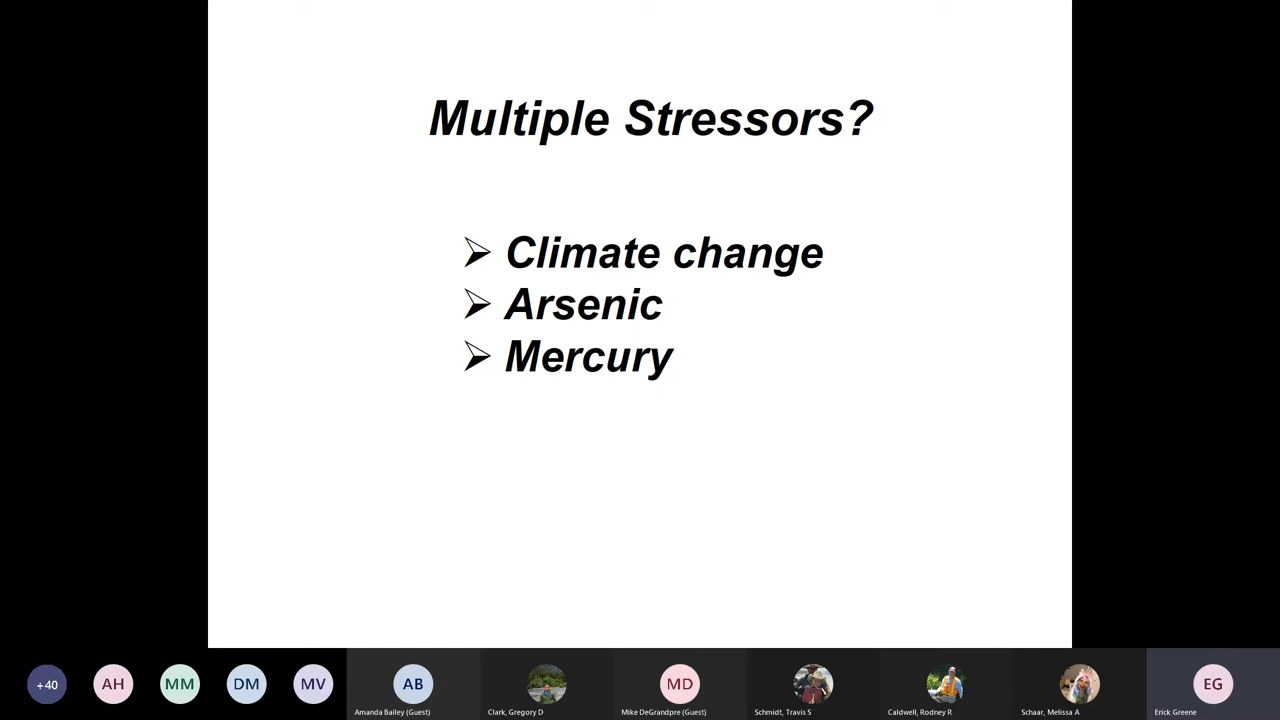 Multiple Stressors?
➢ Climate change
➢ Arsenic
➢ Mercury
+40 AH MM DM MV AB MD EG
Amanda Bailey (Guest) Clark, Gregory D Mike DeGrandpre (Guest) Schmidt, Travis S Caldwell, Rodney R Schaar, Melissa A Erick Greene